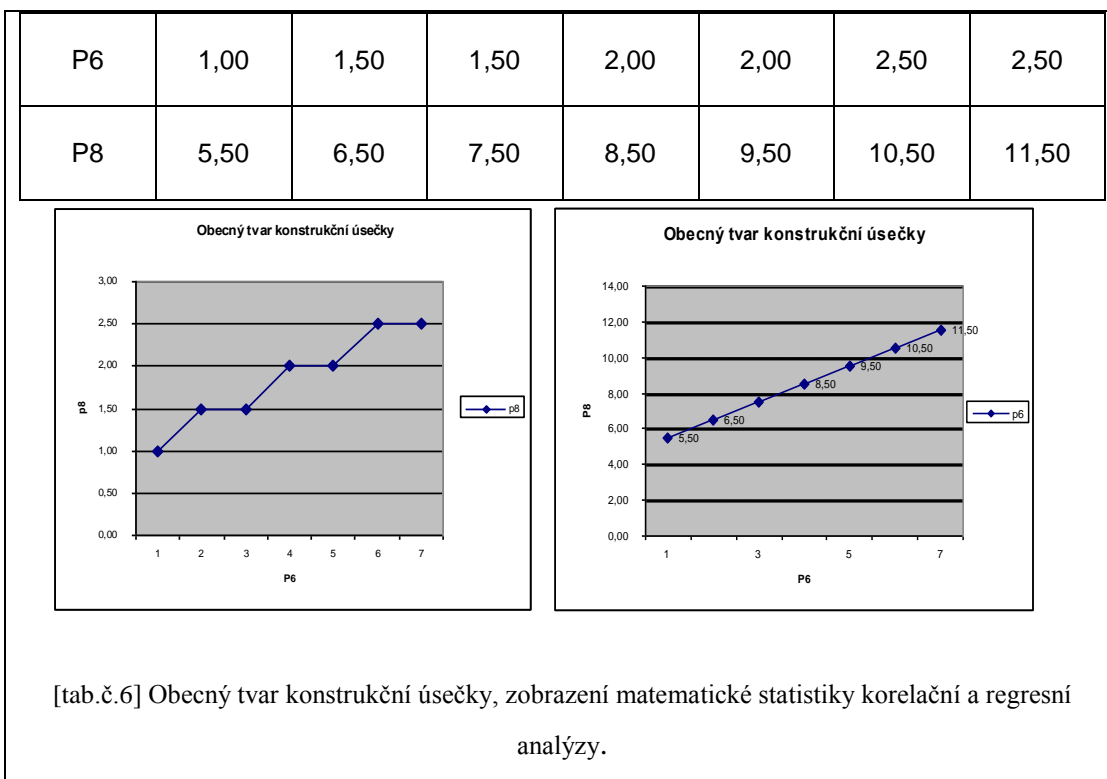 P6 1,00 1,50 1,50 2,00 2,00 2,50 2,50
P8 5,50 6,50 7,50 8,50 9,50 10,50 11,50
Obecný tvar konstrukční úsečky
3,00
2,50
2,00
1,50
1,00
0,50
0,00
p8
1 2 3 4 5 6 7
P6
p8
Obecný tvar konstrukční úsečky
14,00
12,00
10,00
8,00
6,00
4,00
2,00
0,00
P8
5,50
6,50
8,50
9,50
10,50
11,50
1 3 5 7
P6
p6
[tab.č.6] Obecný tvar konstrukční úsečky, zobrazení matematické statistiky korelační a regresní
analýzy.